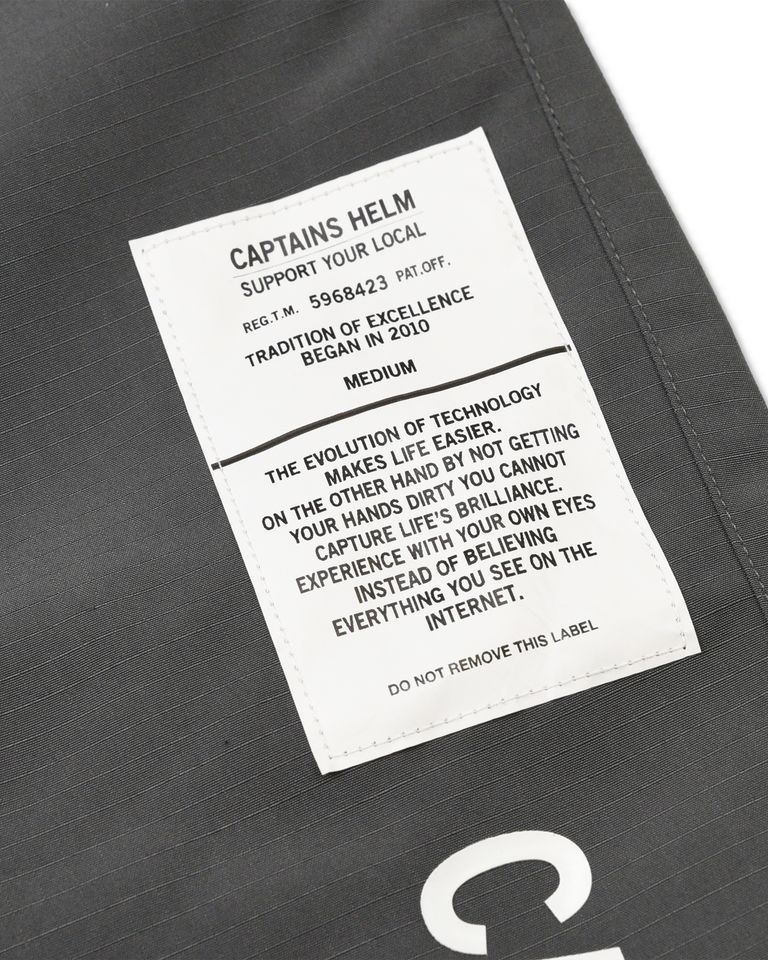 CAPTAINS HELM
SUPPORT YOUR LOCAL
REG.T.M. 5968423 PAT.OFF.
TRADITION OF EXCELLENCE
BEGAN IN 2010
MEDIUM
THE EVOLUTION OF TECHNOLOGY
MAKES LIFE EASIER.
ON THE OTHER HAND BY NOT GETTING
YOUR HANDS DIRTY YOU CANNOT
CAPTURE LIFE'S BRILLIANCE.
EXPERIENCE WITH YOUR OWN EYES
INSTEAD OF BELIEVING
EVERYTHING YOU SEE ON THE
INTERNET.
DO NOT REMOVE THIS LABEL
C